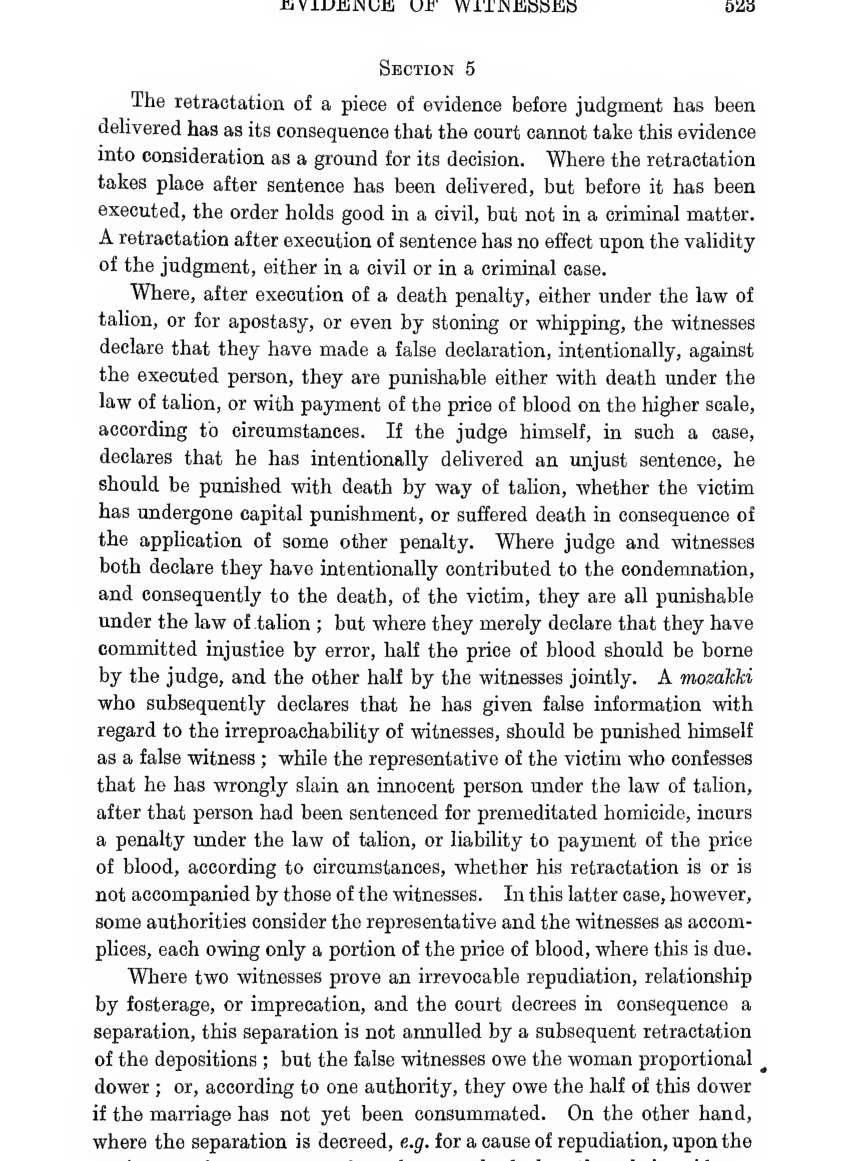 EVIDENCE OF WITNESSES 523
SECTION 5
The retractation of a piece of evidence before judgment has been
delivered has as its consequence that the court cannot take this evidence
into consideration as a ground for its decision. Where the retractation
takes place after sentence has been delivered, but before it has been
executed, the order holds good in a civil, but not in a criminal matter.
A retractation after execution of sentence has no effect upon the validity
of the judgment, either in a civil or in a criminal case.
Where, after execution of a death penalty, either under the law of
talion, or for apostasy, or even by stoning or whipping, the witnesses
declare that they have made a false declaration, intentionally, against
the executed person, they are punishable either with death under the
law of talion, or with payment of the price of blood on the higher scale,
according to circumstances. If the judge himself, in such a case,
declares that he has intentionally delivered an unjust sentence, he
should be punished with death by way of talion, whether the victim
has undergone capital punishment, or suffered death in consequence of
the application of some other penalty. Where judge and witnesses
both declare they have intentionally contributed to the condemnation,
and consequently to the death, of the victim, they are all punishable
under the law of talion ; but where they merely declare that they have
committed injustice by error, half the price of blood should be borne
by the judge, and the other half by the witnesses jointly. A mozakki
who subsequently declares that he has given false information with
regard to the irreproachability of witnesses, should be punished himself
as a false witness ; while the representative of the victim who confesses
that he has wrongly slain an innocent person under the law of talion,
after that person had been sentenced for premeditated homicide, incurs
a penalty under the law of talion, or liability to payment of the price
of blood, according to circumstances, whether his retractation is or is
not accompanied by those of the witnesses. In this latter case, however,
some authorities consider the representative and the witnesses as accom-
plices, each owing only a portion of the price of blood, where this is due.
Where two witnesses prove an irrevocable repudiation, relationship
by fosterage, or imprecation, and the court decrees in consequence a
separation, this separation is not annulled by a subsequent retractation
of the depositions ; but the false witnesses owe the woman proportional
dower ; or, according to one authority, they owe the half of this dower
if the marriage has not yet been consummated. On the other hand,
where the separation is decreed, e.g. for a cause of repudiation, upon the